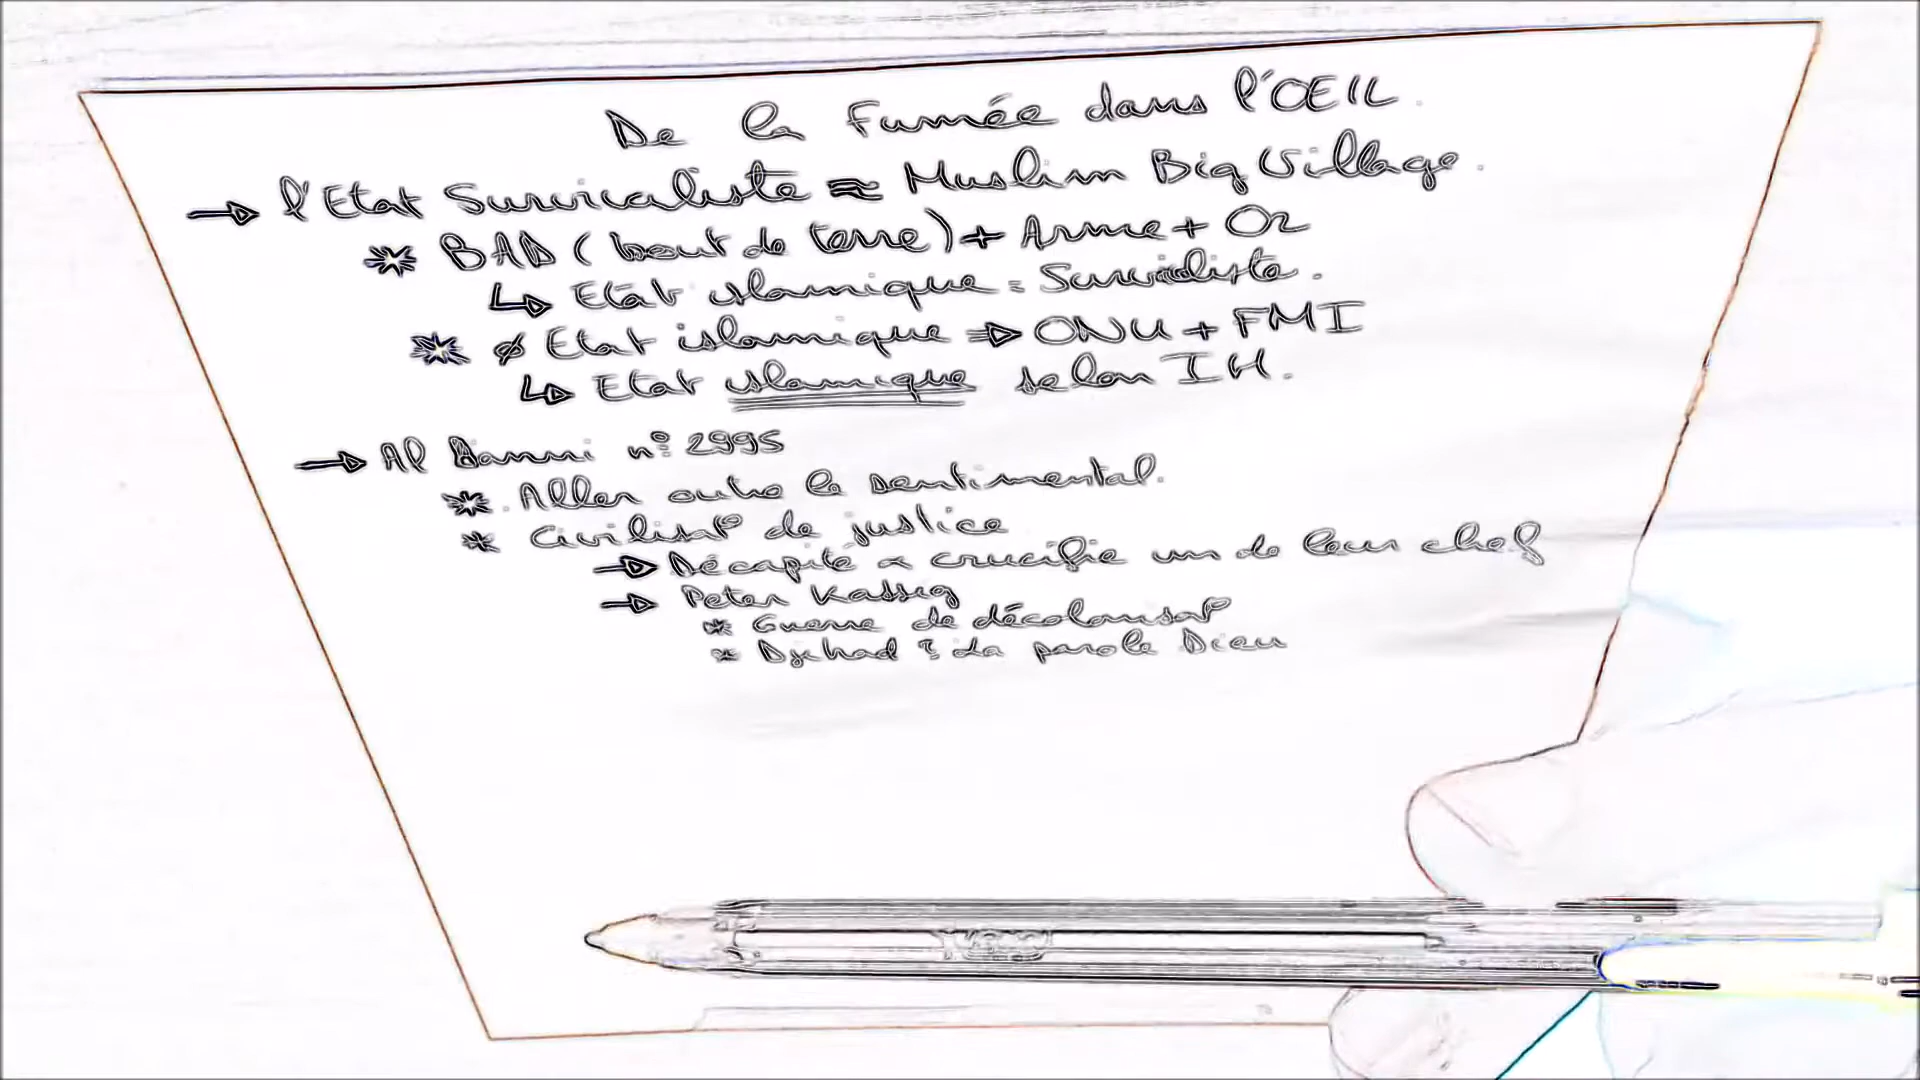 De la Fumée dans l'OEIL.
→ l'Etat Survivaliste ≈ Muslim Big Village.
* BAD (bout de terre) + Arme + Or
↳ Etat islamique = Survivaliste.
* ∅ Etat islamique ⇒ ONU + FMI
↳ Etat islamique selon IH.
→ Al n° 2995
* Aller outre le sentimental.
* Civilisat° de justice
→ Décapité crucifie un de leur chef
→ Peter Kassig
* Guerre de décolonisat°
* Djihad la parole Dieu